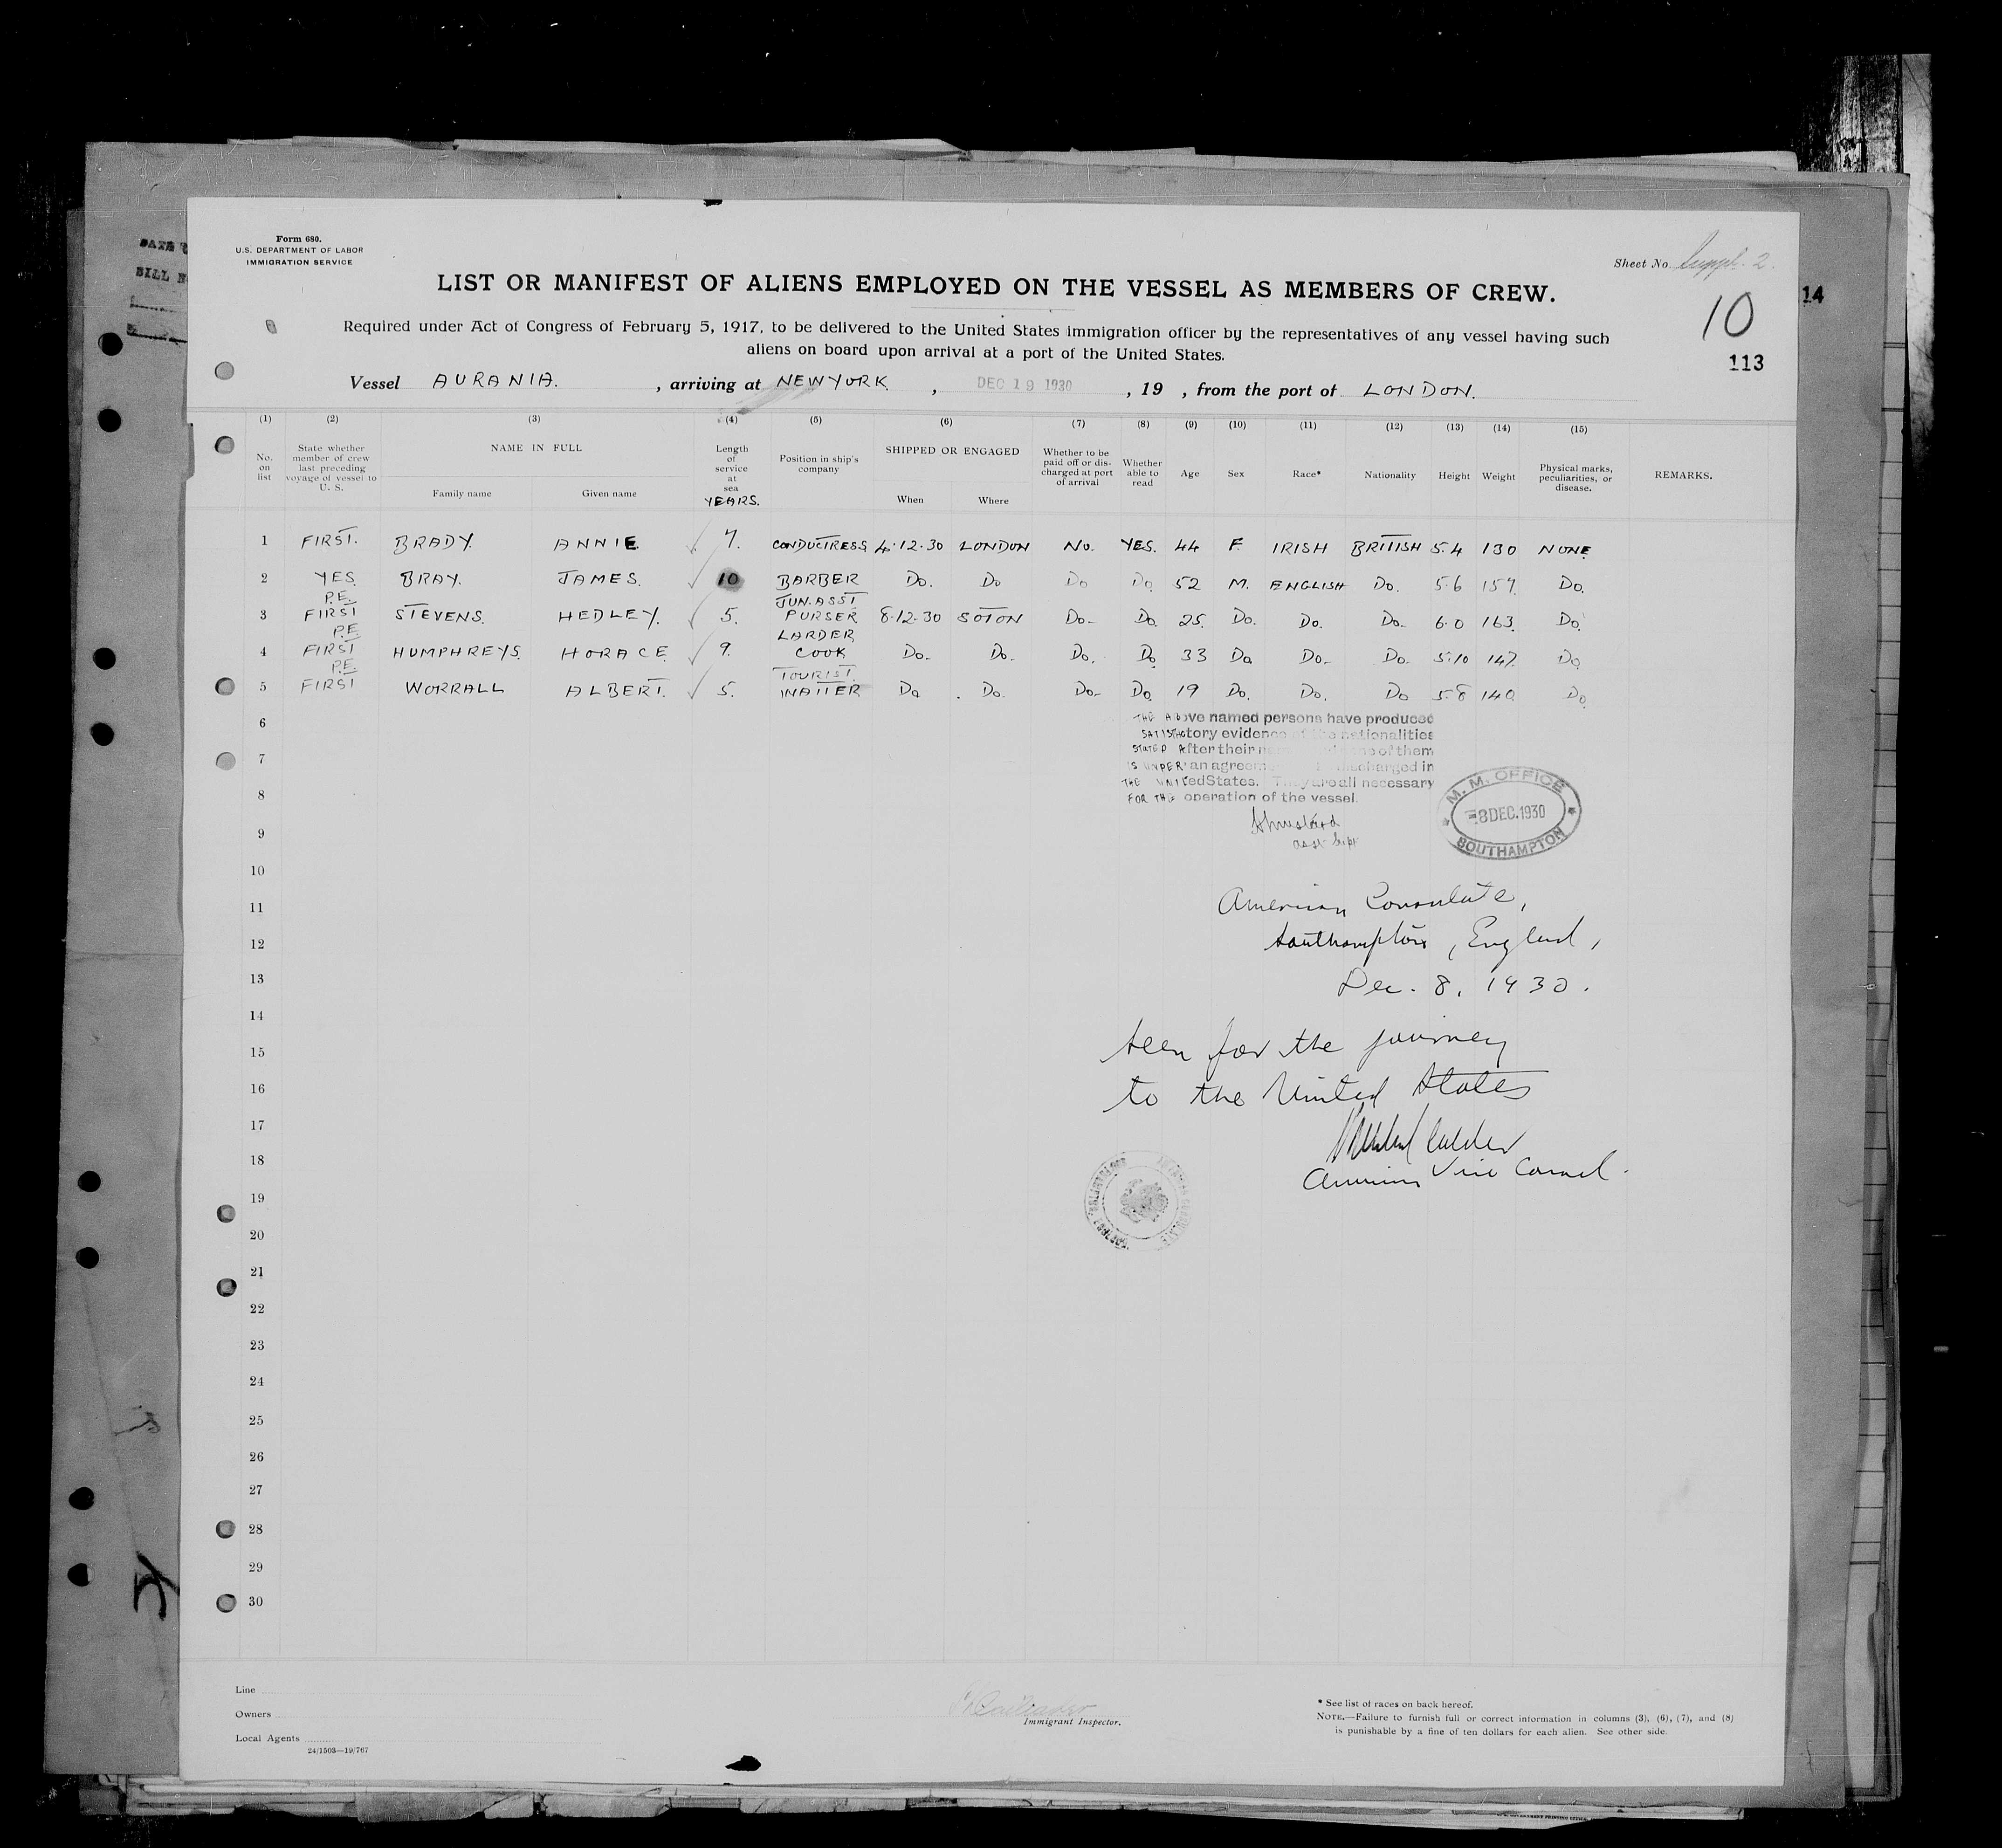 DATE
BILL N
Form 680.
U.S. DEPARTMENT OF LABOR
IMMIGRATION SERVICE
Sheet No. Suppl. 2.
LIST OR MANIFEST OF ALIENS EMPLOYED ON THE VESSEL AS MEMBERS OF CREW.
10
14
Required under Act of Congress of February 5, 1917, to be delivered to the United States immigration officer by the representatives of any vessel having such
aliens on board upon arrival at a port of the United States.
113
Vessel AURANIA. , arriving at NEW YORK , DEC 19 1930 , 19 , from the port of LONDON.
(1) (2) (3) (4) (5) (6) (7) (8) (9) (10) (11) (12) (13) (14) (15)
No. on list State whether member of crew last preceding voyage of vessel to U. S. NAME IN FULL Family name Given name Length of service at sea YEARS. Position in ship's company SHIPPED OR ENGAGED When Where Whether to be paid off or discharged at port of arrival Whether able to read Age Sex Race* Nationality Height Weight Physical marks, peculiarities, or disease. REMARKS.
1 FIRST. BRADY. ANNIE 7. CONDUCTRESS 4.12.30 LONDON No. YES. 44 F. IRISH BRITISH 5.4 130 NONE
2 YES BRAY. JAMES. 10 BARBER Do. Do Do Do. 52 M. ENGLISH Do. 5.6 157. Do.
P.E. JUN. ASST
3 FIRST STEVENS. HEDLEY. 5. PURSER 8.12.30 SOTON Do- Do. 25. Do. Do. Do. 6.0 163. Do.
P.E. LARDER
4 FIRST HUMPHREYS. HORACE 9. COOK Do. Do. Do. Do 33 Do Do- Do. 5.10 147. Do.
P.E. TOURIST.
5 FIRST WORRALL ALBERT. 5. WAITER Do . Do. Do- Do. 19 Do. Do. Do 5.8 140 Do
6
THE Above named persons have produced
SATISFActory evidence of the nationalities
7
STATED After their of them
IS UNDER an agreem discharged in
THE UNITedStates. They are all necessary
8
FOR THE operation of the vessel.
M. M. OFFICE
8 DEC. 1930
SOUTHAMPTON
9
asst Supt
10
11
American Consulate,
12
Southampton, England,
13
Dec. 8, 1930.
14
15
Seen for the journey
16
to the United States
17
18
American Vice Consul.
19
20
21
22
23
24
25
26
27
28
29
30
Line
Owners
Local Agents
24/1503—19/767
Immigrant Inspector.
* See list of races on back hereof.
NOTE.—Failure to furnish full or correct information in columns (3), (6), (7), and (8)
is punishable by a fine of ten dollars for each alien. See other side.